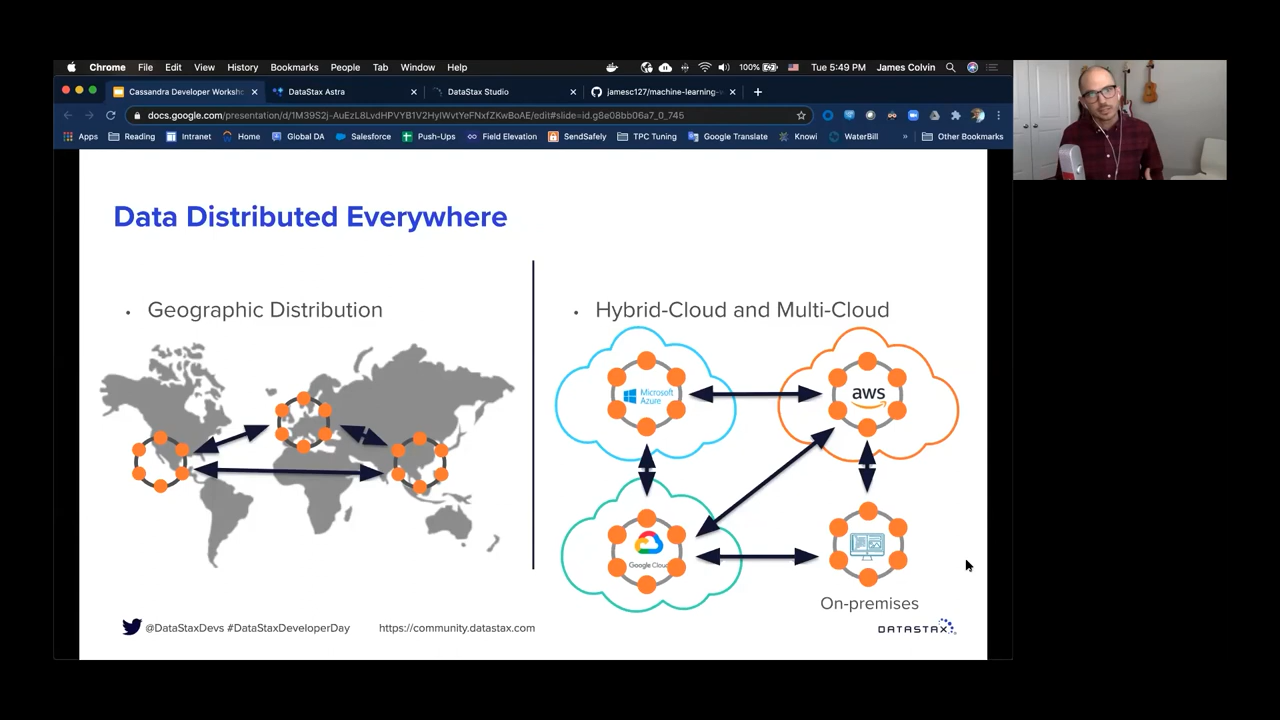 Chrome File Edit View History Bookmarks People Tab Window Help 100% Tue 5:49 PM James Colvin
Cassandra Developer Worksho DataStax Astra DataStax Studio jamesc127/machine-learning-
docs.google.com/presentation/d/1M39S2j-AuEzL8LvdHPVYB1V2HyIWvtYeFNxfZKwBoAE/edit#slide=id.g8e08bb06a7_0_745
Apps Reading Intranet Home Global DA Salesforce Push-Ups Field Elevation SendSafely TPC Tuning Google Translate Knowi WaterBill » Other Bookmarks
Data Distributed Everywhere
• Geographic Distribution
• Hybrid-Cloud and Multi-Cloud
Microsoft
Azure
aws
Google Cloud
On-premises
@DataStaxDevs #DataStaxDeveloperDay https://community.datastax.com
DATASTAX